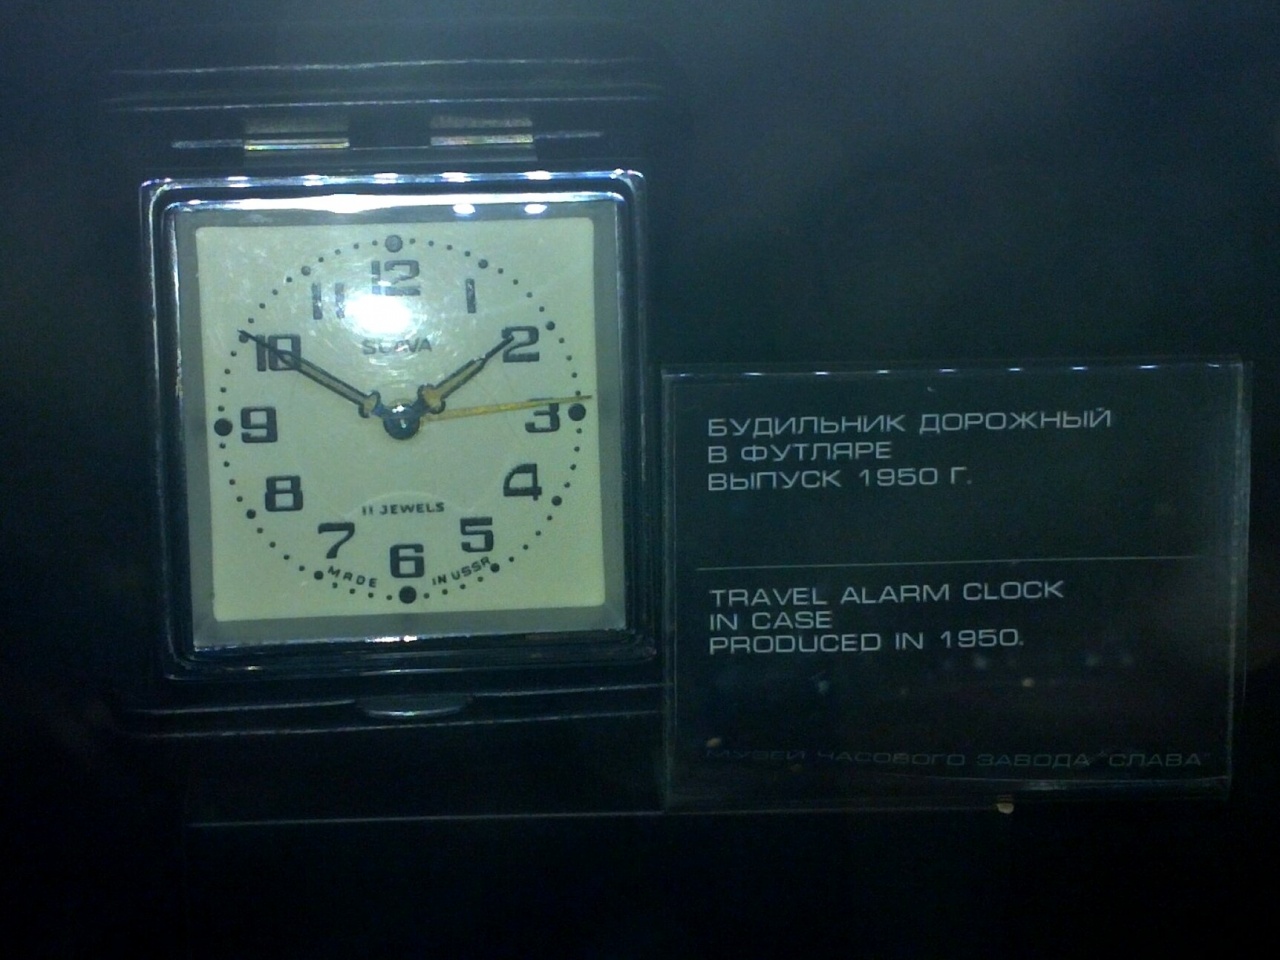 12
11
1
10
SLAVA
2
9
3
8
4
11 JEWELS
7
5
6
MADE IN USSR
БУДИЛЬНИК ДОРОЖНЫЙ
В ФУТЛЯРЕ
ВЫПУСК 1950 Г.
TRAVEL ALARM CLOCK
IN CASE
PRODUCED IN 1950.
МУЗЕЙ ЧАСОВОГО ЗАВОДА "СЛАВА"